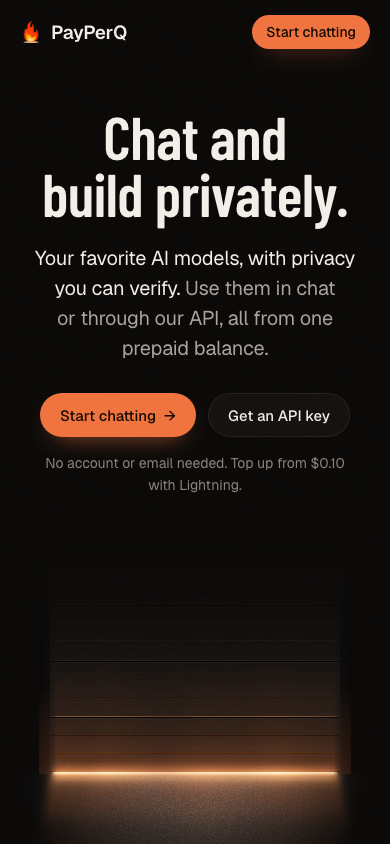 PayPerQ
Start chatting
Chat and
build privately.
Your favorite AI models, with privacy
you can verify. Use them in chat
or through our API, all from one
prepaid balance.
Start chatting →
Get an API key
No account or email needed. Top up from $0.10
with Lightning.